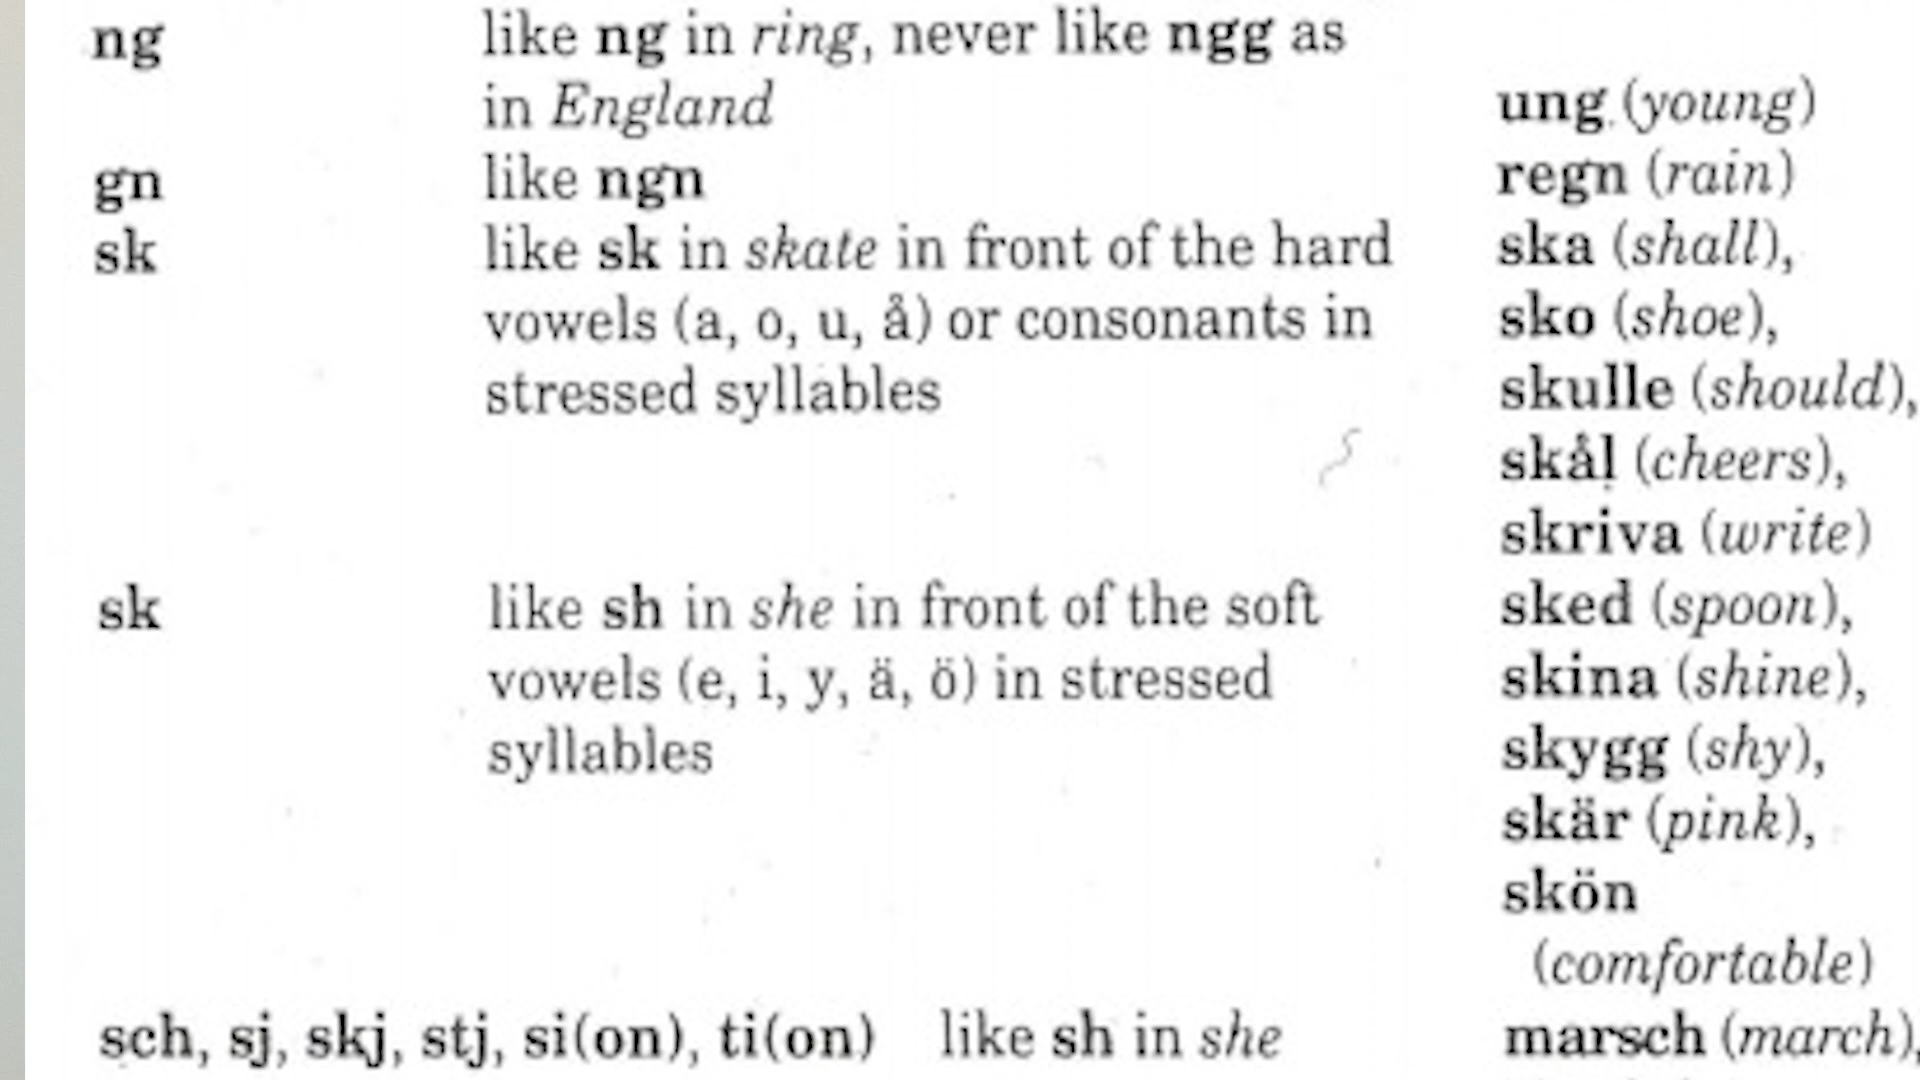 ng like ng in ring, never like ngg as
in England ung (young)
gn like ngn regn (rain)
sk like sk in skate in front of the hard ska (shall),
vowels (a, o, u, å) or consonants in sko (shoe),
stressed syllables skulle (should),
skål (cheers),
skriva (write)
sk like sh in she in front of the soft sked (spoon),
vowels (e, i, y, ä, ö) in stressed skina (shine),
syllables skygg (shy),
skär (pink),
skön
(comfortable)
sch, sj, skj, stj, si(on), ti(on) like sh in she marsch (march),